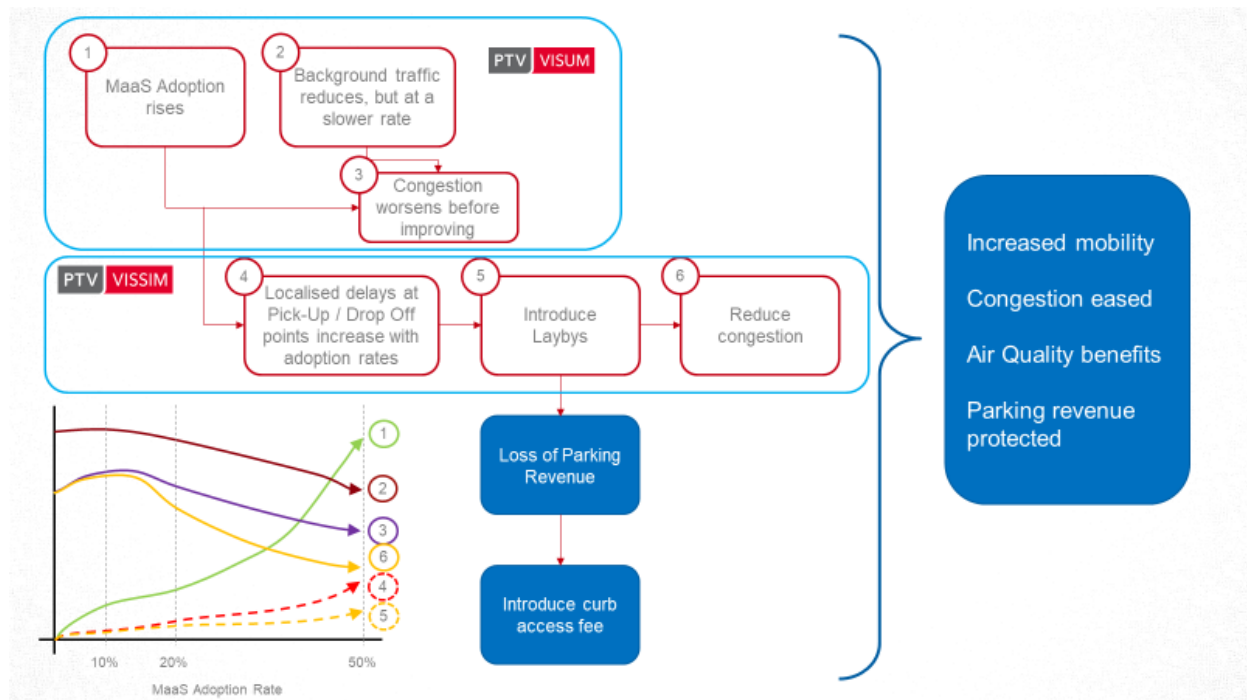 1
MaaS Adoption
rises
2
Background traffic
reduces, but at a
slower rate
PTV VISUM
3
Congestion
worsens before
improving
PTV VISSIM
4
Localised delays at
Pick-Up / Drop Off
points increase with
adoption rates
5
Introduce
Laybys
6
Reduce
congestion
Loss of Parking
Revenue
Introduce curb
access fee
1
2
3
6
4
5
10%
20%
50%
MaaS Adoption Rate
Increased mobility
Congestion eased
Air Quality benefits
Parking revenue
protected